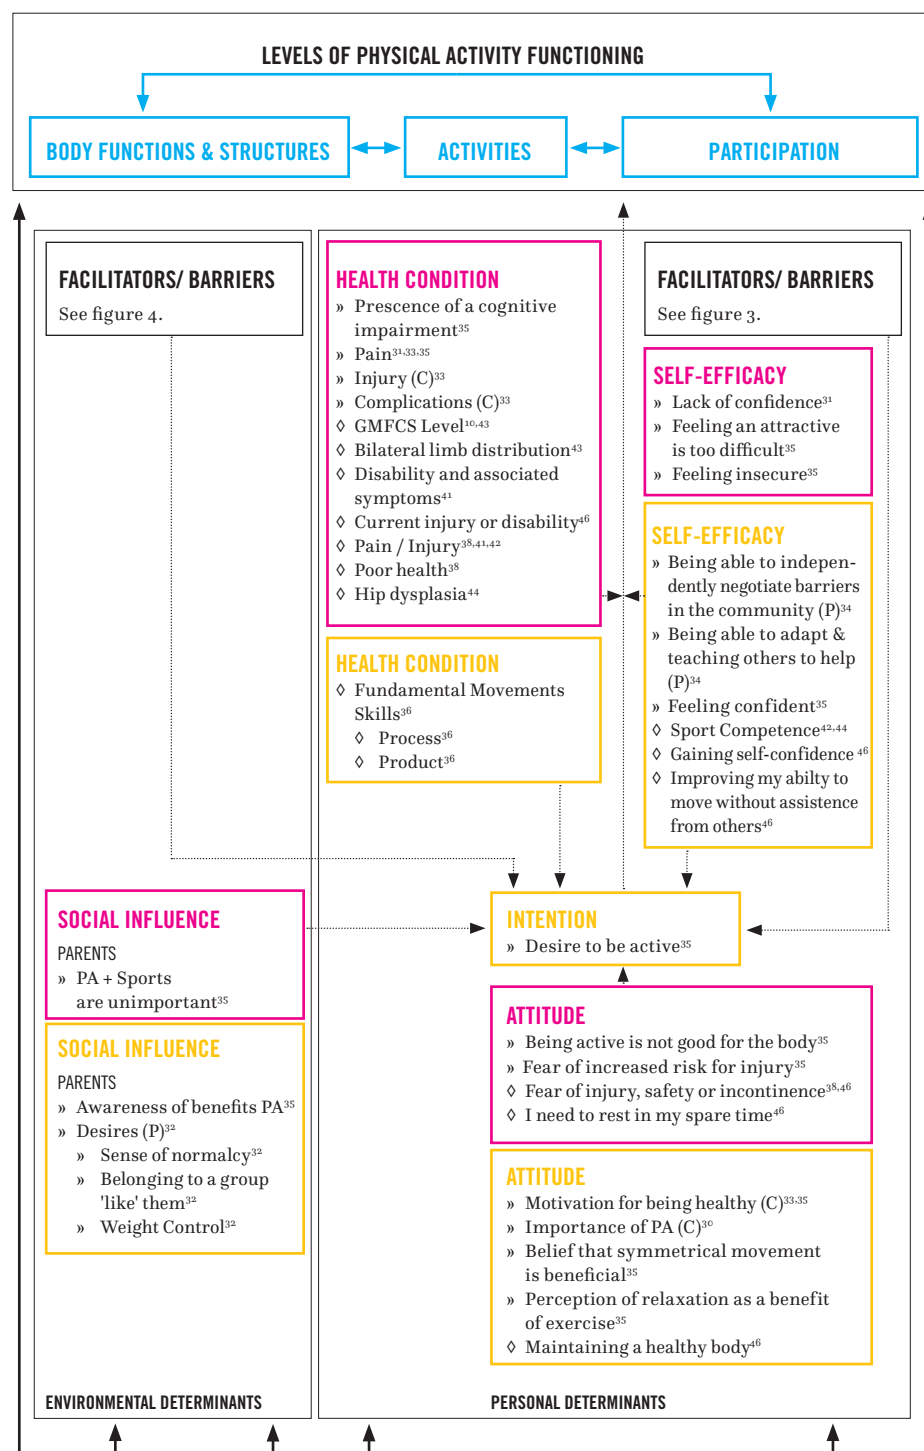 LEVELS OF PHYSICAL ACTIVITY FUNCTIONING
BODY FUNCTIONS & STRUCTURES
ACTIVITIES
PARTICIPATION
FACILITATORS/ BARRIERS
See figure 4.
HEALTH CONDITION
» Prescence of a cognitive
impairment³⁵
» Pain³¹,³³,³⁵
» Injury (C)³³
» Complications (C)³³
◊ GMFCS Level¹⁰,⁴³
◊ Bilateral limb distribution⁴³
◊ Disability and associated
symptoms⁴¹
◊ Current injury or disability⁴⁶
◊ Pain / Injury³⁸,⁴¹,⁴²
◊ Poor health³⁸
◊ Hip dysplasia⁴⁴
HEALTH CONDITION
◊ Fundamental Movements
Skills³⁶
◊ Process³⁶
◊ Product³⁶
FACILITATORS/ BARRIERS
See figure 3.
SELF-EFFICACY
» Lack of confidence³¹
» Feeling an attractive
is too difficult³⁵
» Feeling insecure³⁵
SELF-EFFICACY
» Being able to indepen-
dently negotiate barriers
in the community (P)³⁴
» Being able to adapt &
teaching others to help
(P)³⁴
» Feeling confident³⁵
◊ Sport Competence⁴²,⁴⁴
◊ Gaining self-confidence ⁴⁶
◊ Improving my abilty to
move without assistence
from others⁴⁶
SOCIAL INFLUENCE
PARENTS
» PA + Sports
are unimportant³⁵
SOCIAL INFLUENCE
PARENTS
» Awareness of benefits PA³⁵
» Desires (P)³²
» Sense of normalcy³²
» Belonging to a group
'like' them³²
» Weight Control³²
INTENTION
» Desire to be active³⁵
ATTITUDE
» Being active is not good for the body³⁵
» Fear of increased risk for injury³⁵
◊ Fear of injury, safety or incontinence³⁸,⁴⁶
◊ I need to rest in my spare time⁴⁶
ATTITUDE
» Motivation for being healthy (C)³³,³⁵
» Importance of PA (C)³⁰
» Belief that symmetrical movement
is beneficial³⁵
» Perception of relaxation as a benefit
of exercise³⁵
◊ Maintaining a healthy body⁴⁶
ENVIRONMENTAL DETERMINANTS
PERSONAL DETERMINANTS